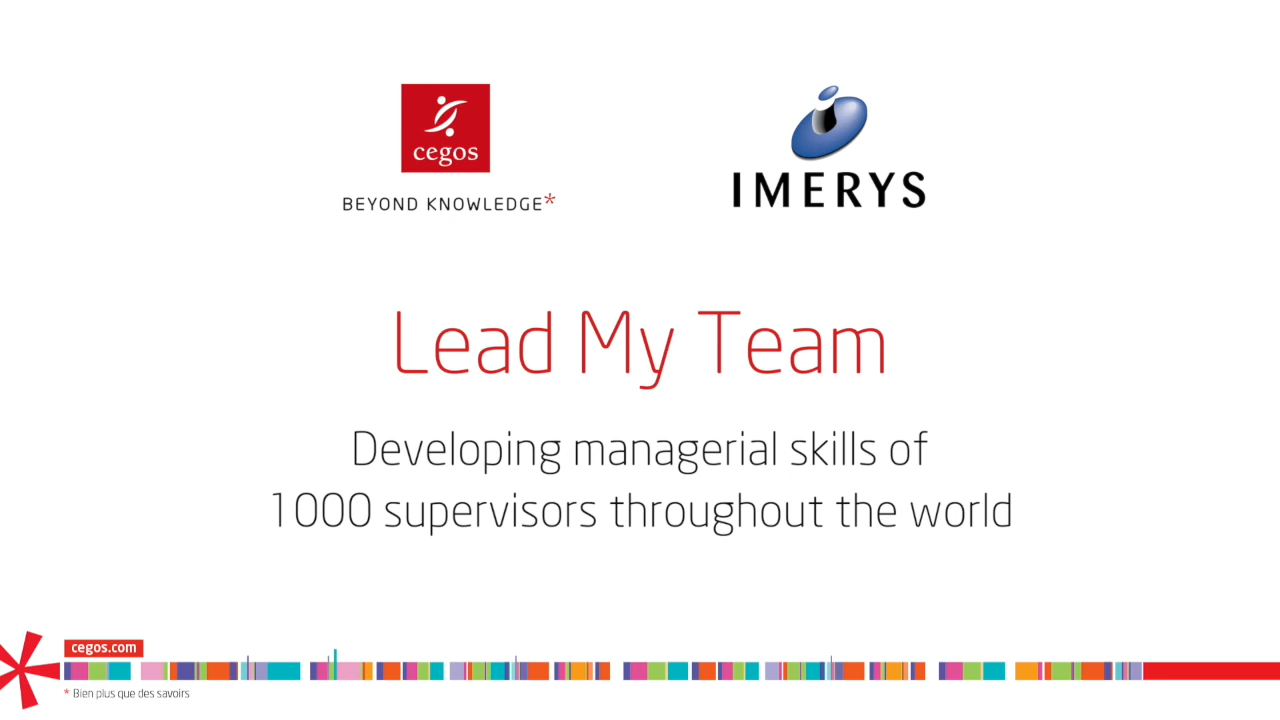 cegos
BEYOND KNOWLEDGE*
IMERYS
Lead My Team
Developing managerial skills of
1000 supervisors throughout the world
cegos.com
* Bien plus que des savoirs